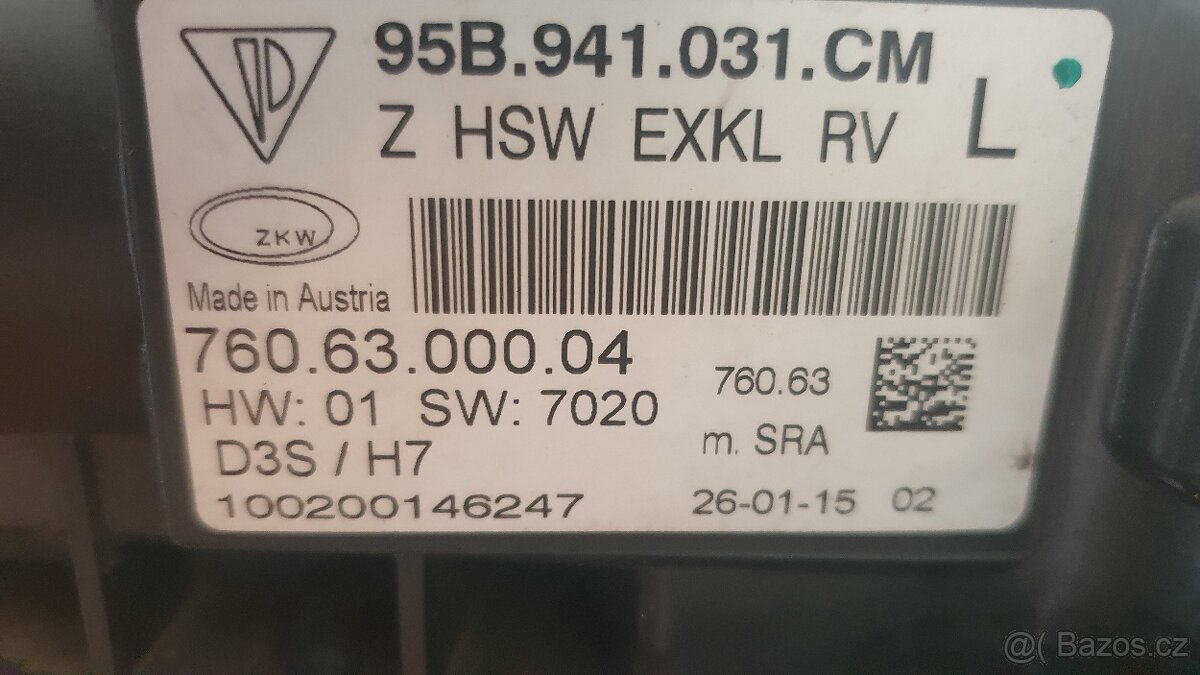 95B.941.031.CM
Z HSW EXKL RV L
ZKW
Made in Austria
760.63.000.04
760.63
HW: 01 SW: 7020
m. SRA
D3S / H7
100200146247
26-01-15 02
@( Bazos.cz